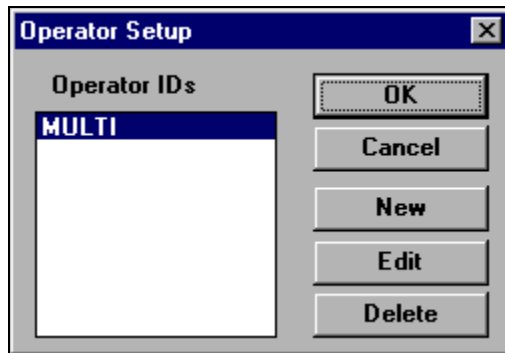 Operator Setup
Operator IDs
MULTI
OK
Cancel
New
Edit
Delete